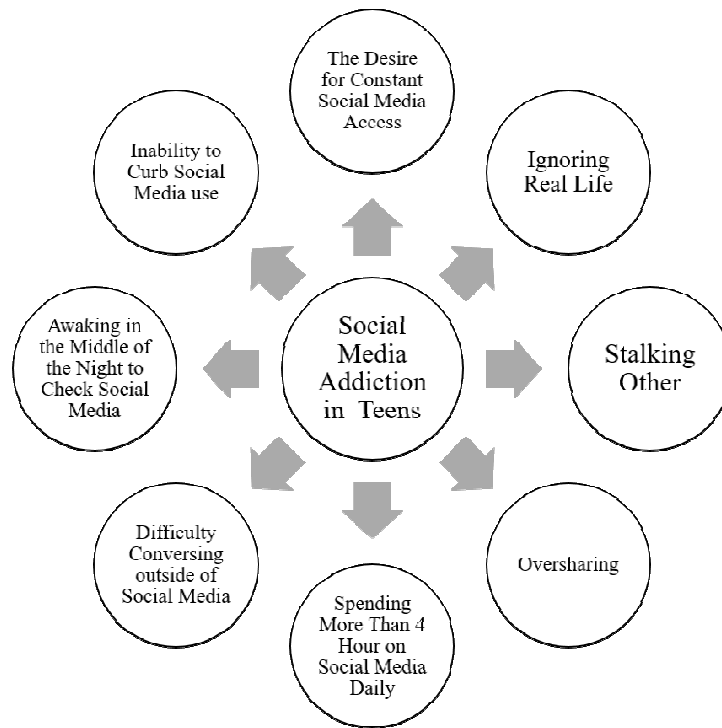 The Desire
for Constant
Social Media
Access
Ignoring
Real Life
Stalking
Other
Oversharing
Spending
More Than 4
Hour on
Social Media
Daily
Difficulty
Conversing
outside of
Social Media
Awaking in
the Middle of
the Night to
Check Social
Media
Inability to
Curb Social
Media use
Social
Media
Addiction
in Teens